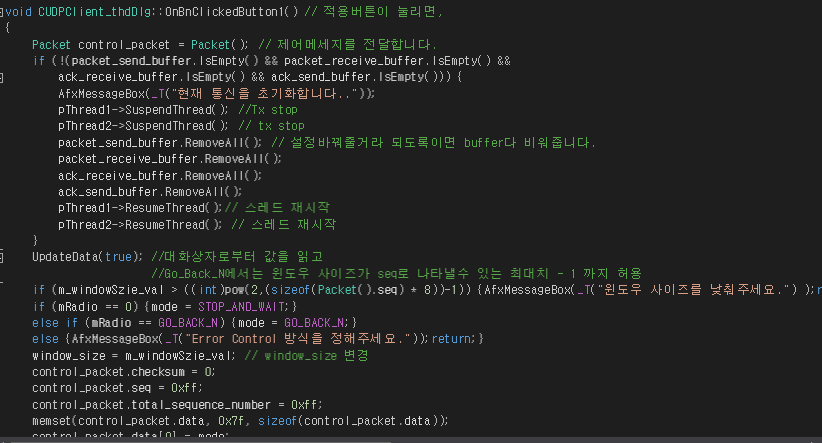 void CUDPClient_thdDlg::OnBnClickedButton1() // 적용버튼이 눌리면,
{
Packet control_packet = Packet(); // 제어메세지를 전달합니다.
if (!(packet_send_buffer.IsEmpty() && packet_receive_buffer.IsEmpty() &&
ack_receive_buffer.IsEmpty() && ack_send_buffer.IsEmpty())) {
AfxMessageBox(_T("현재 통신을 초기화합니다.."));
pThread1->SuspendThread(); //Tx stop
pThread2->SuspendThread(); // tx stop
packet_send_buffer.RemoveAll(); // 설정바꿔줄거라 되도록이면 buffer다 비워줍니다.
packet_receive_buffer.RemoveAll();
ack_receive_buffer.RemoveAll();
ack_send_buffer.RemoveAll();
pThread1->ResumeThread();// 스레드 재시작
pThread2->ResumeThread(); // 스레드 재시작
}
UpdateData(true); //대화상자로부터 값을 읽고
//Go_Back_N에서는 윈도우 사이즈가 seq로 나타낼수 있는 최대치 - 1 까지 허용
if (m_windowSzie_val > ((int)pow(2,(sizeof(Packet().seq) * 8))-1)) {AfxMessageBox(_T("윈도우 사이즈를 낮춰주세요.") );r
if (mRadio == 0) {mode = STOP_AND_WAIT;}
else if (mRadio == GO_BACK_N) {mode = GO_BACK_N;}
else {AfxMessageBox(_T("Error Control 방식을 정해주세요."));return;}
window_size = m_windowSzie_val; // window_size 변경
control_packet.checksum = 0;
control_packet.seq = 0xff;
control_packet.total_sequence_number = 0xff;
memset(control_packet.data, 0x7f, sizeof(control_packet.data));
control_packet.data[0] = mode;